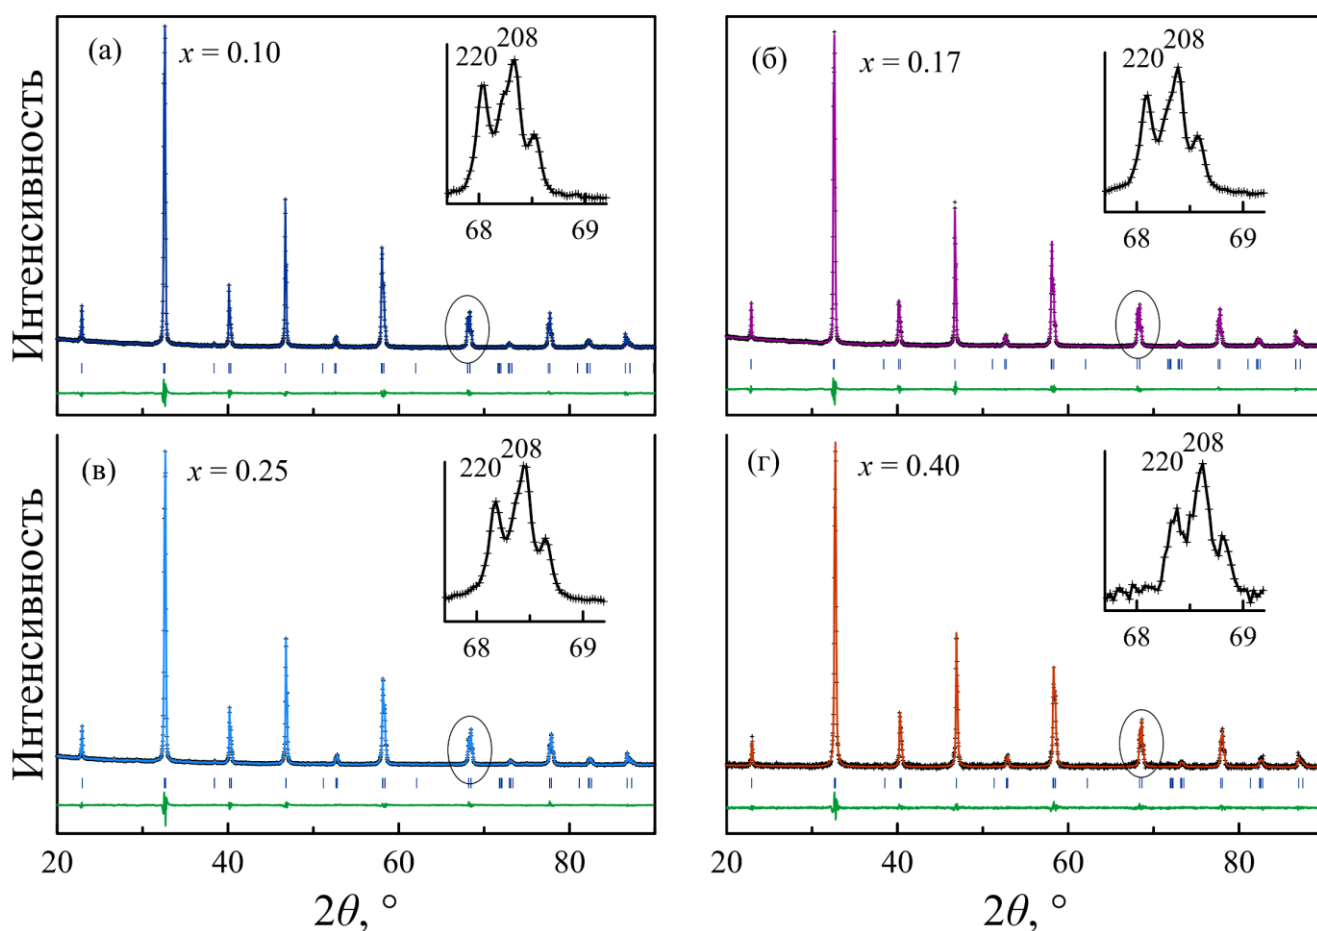 (а)
x = 0.10
208
220
68
69
Интенсивность
(б)
x = 0.17
208
220
68
69
(в)
x = 0.25
208
220
68
69
Интенсивность
20
40
60
80
2θ, °
(г)
x = 0.40
208
220
68
69
20
40
60
80
2θ, °